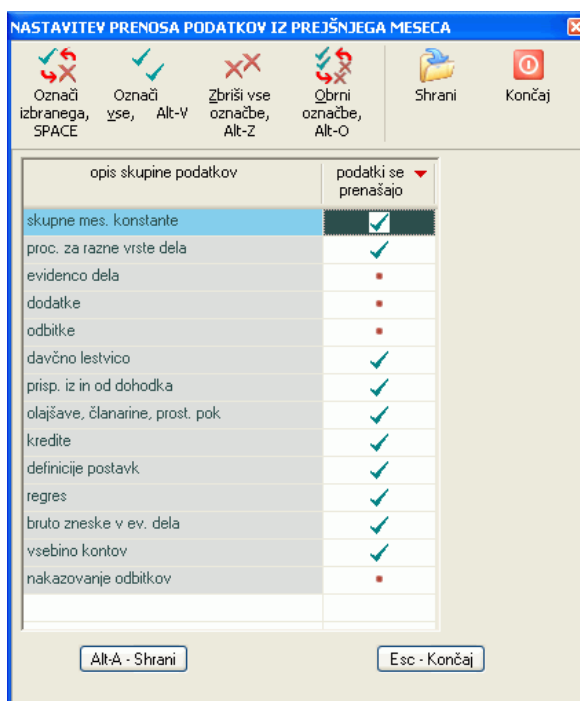 NASTAVITEV PRENOSA PODATKOV IZ PREJŠNJEGA MESECA
Označi izbranega, SPACE
Označi vse, Alt-V
Zbriši vse označbe, Alt-Z
Obrni označbe, Alt-O
Shrani
Končaj
opis skupine podatkov
podatki se prenašajo
skupne mes. konstante
proc. za razne vrste dela
evidenco dela
dodatke
odbitke
davčno lestvico
prisp. iz in od dohodka
olajšave, članarine, prost. pok
kredite
definicije postavk
regres
bruto zneske v ev. dela
vsebino kontov
nakazovanje odbitkov
Alt-A - Shrani
Esc - Končaj